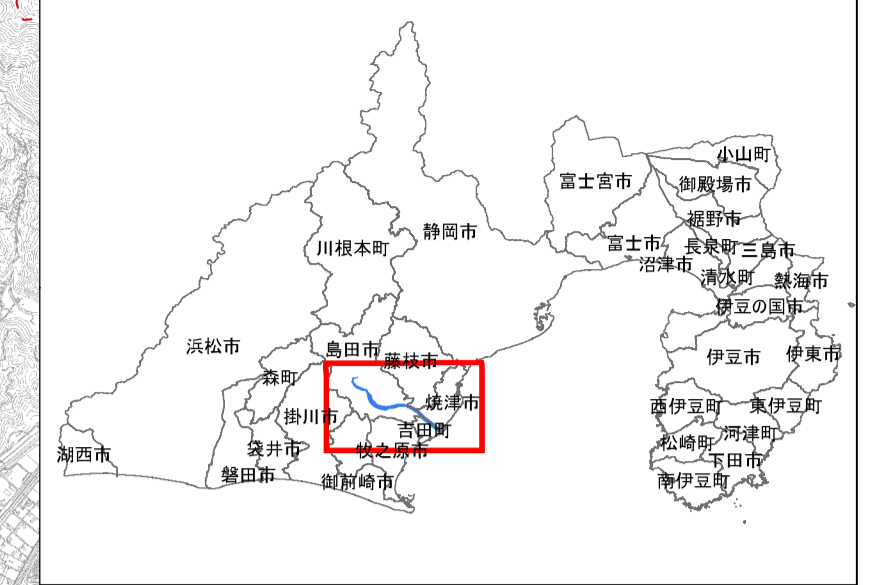 小山町
富士宮市
御殿場市
裾野市
静岡市
富士市
長泉町
三島市
川根本町
沼津市
清水町
熱海市
伊豆の国市
浜松市
島田市
藤枝市
伊豆市
伊東市
森町
焼津市
西伊豆町
東伊豆町
掛川市
吉田町
河津町
松崎町
袋井市
牧之原市
湖西市
下田市
磐田市
御前崎市
南伊豆町